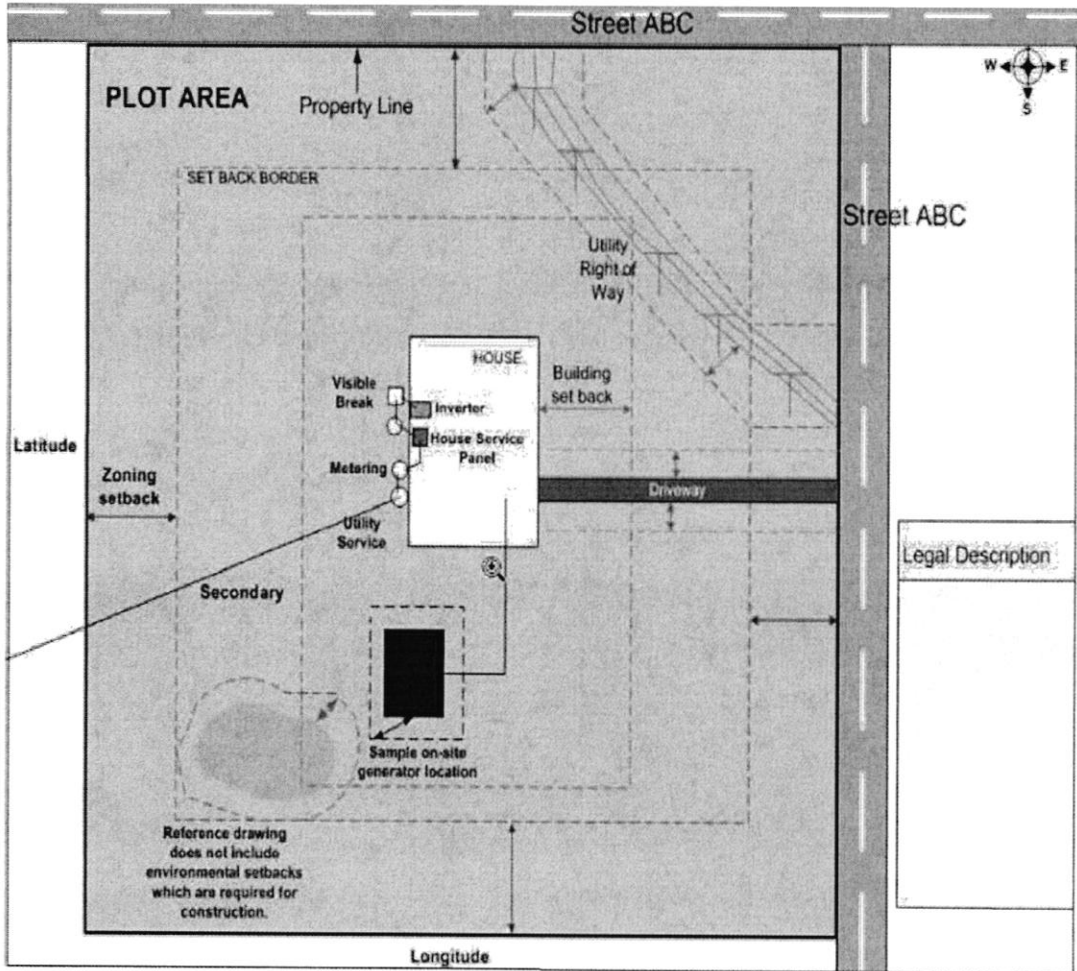 Street ABC
PLOT AREA
Property Line
W
E
S
SET BACK BORDER
Street ABC
Utility
Right of
Way
HOUSE
Visible
Break
Inverter
Building
set back
House Service
Panel
Latitude
Metering
Zoning
setback
Driveway
Utility
Service
Legal Description
Secondary
Sample on-site
generator location
Reference drawing
does not include
environmental setbacks
which are required for
construction.
Longitude